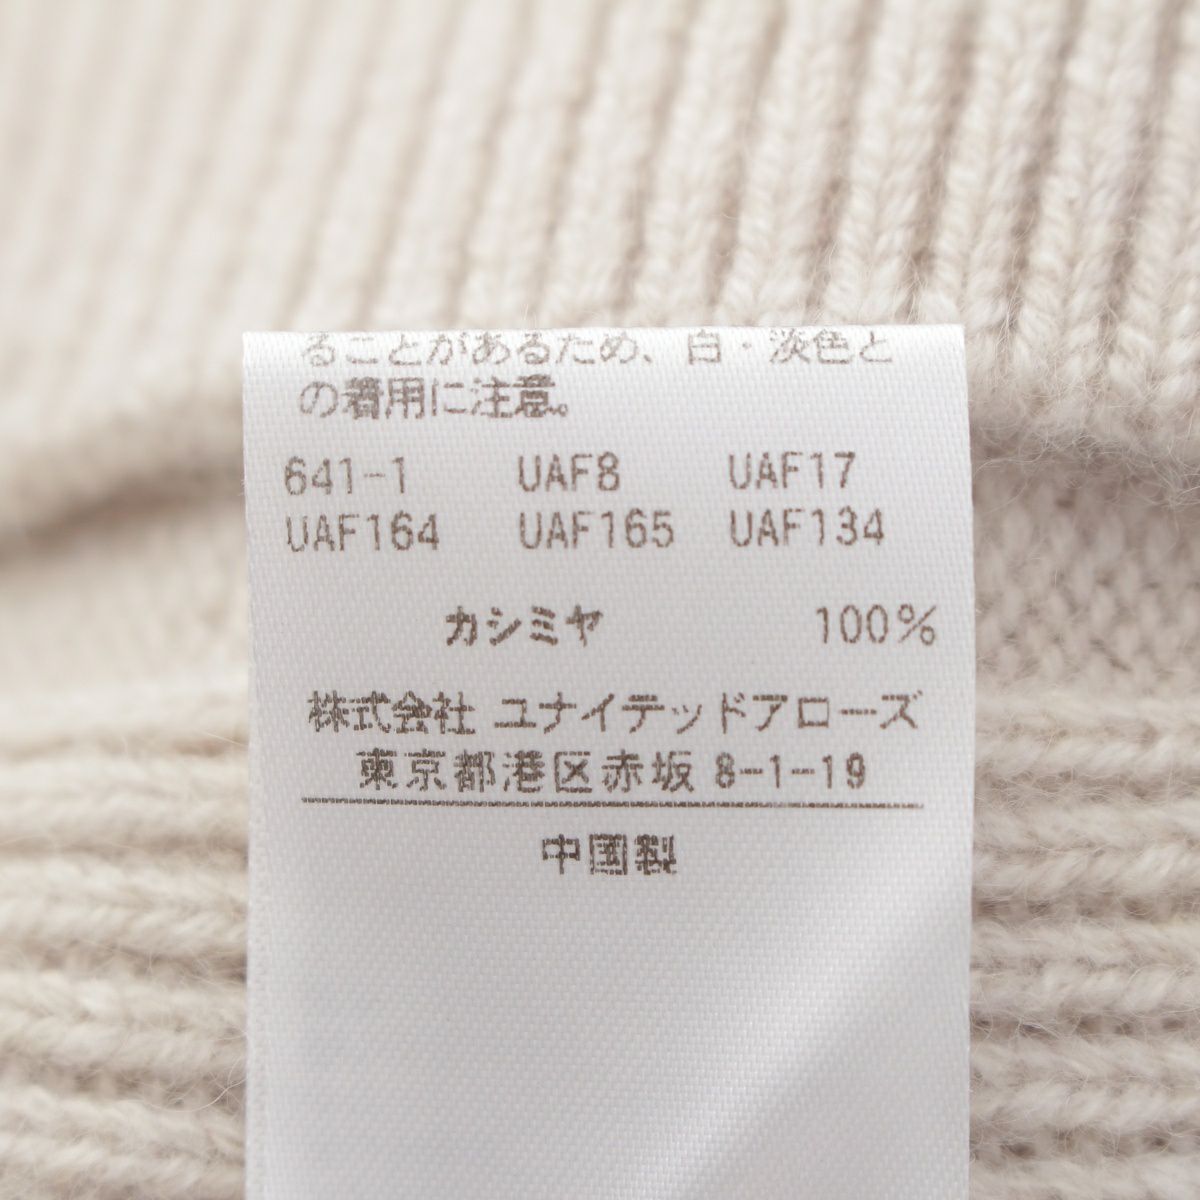 ることがあるため、白・淡色と
の着用に注意。
641-1 UAF8 UAF17
UAF164 UAF165 UAF134
カシミヤ 100%
株式会社 ユナイテッドアローズ
東京都港区赤坂 8-1-19
中国製